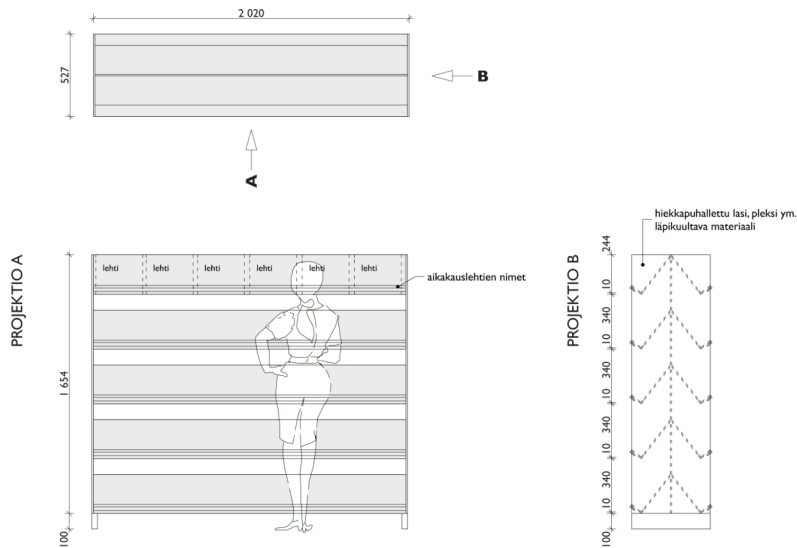 2 020
527
B
A
hiekkapuhallettu lasi, pleksi ym.
läpikuultava materiaali
PROJEKTIO A
lehti lehti lehti lehti lehti lehti
aikakauslehtien nimet
1 654
100
PROJEKTIO B
244
10
340
10
340
10
340
10
340
10
100